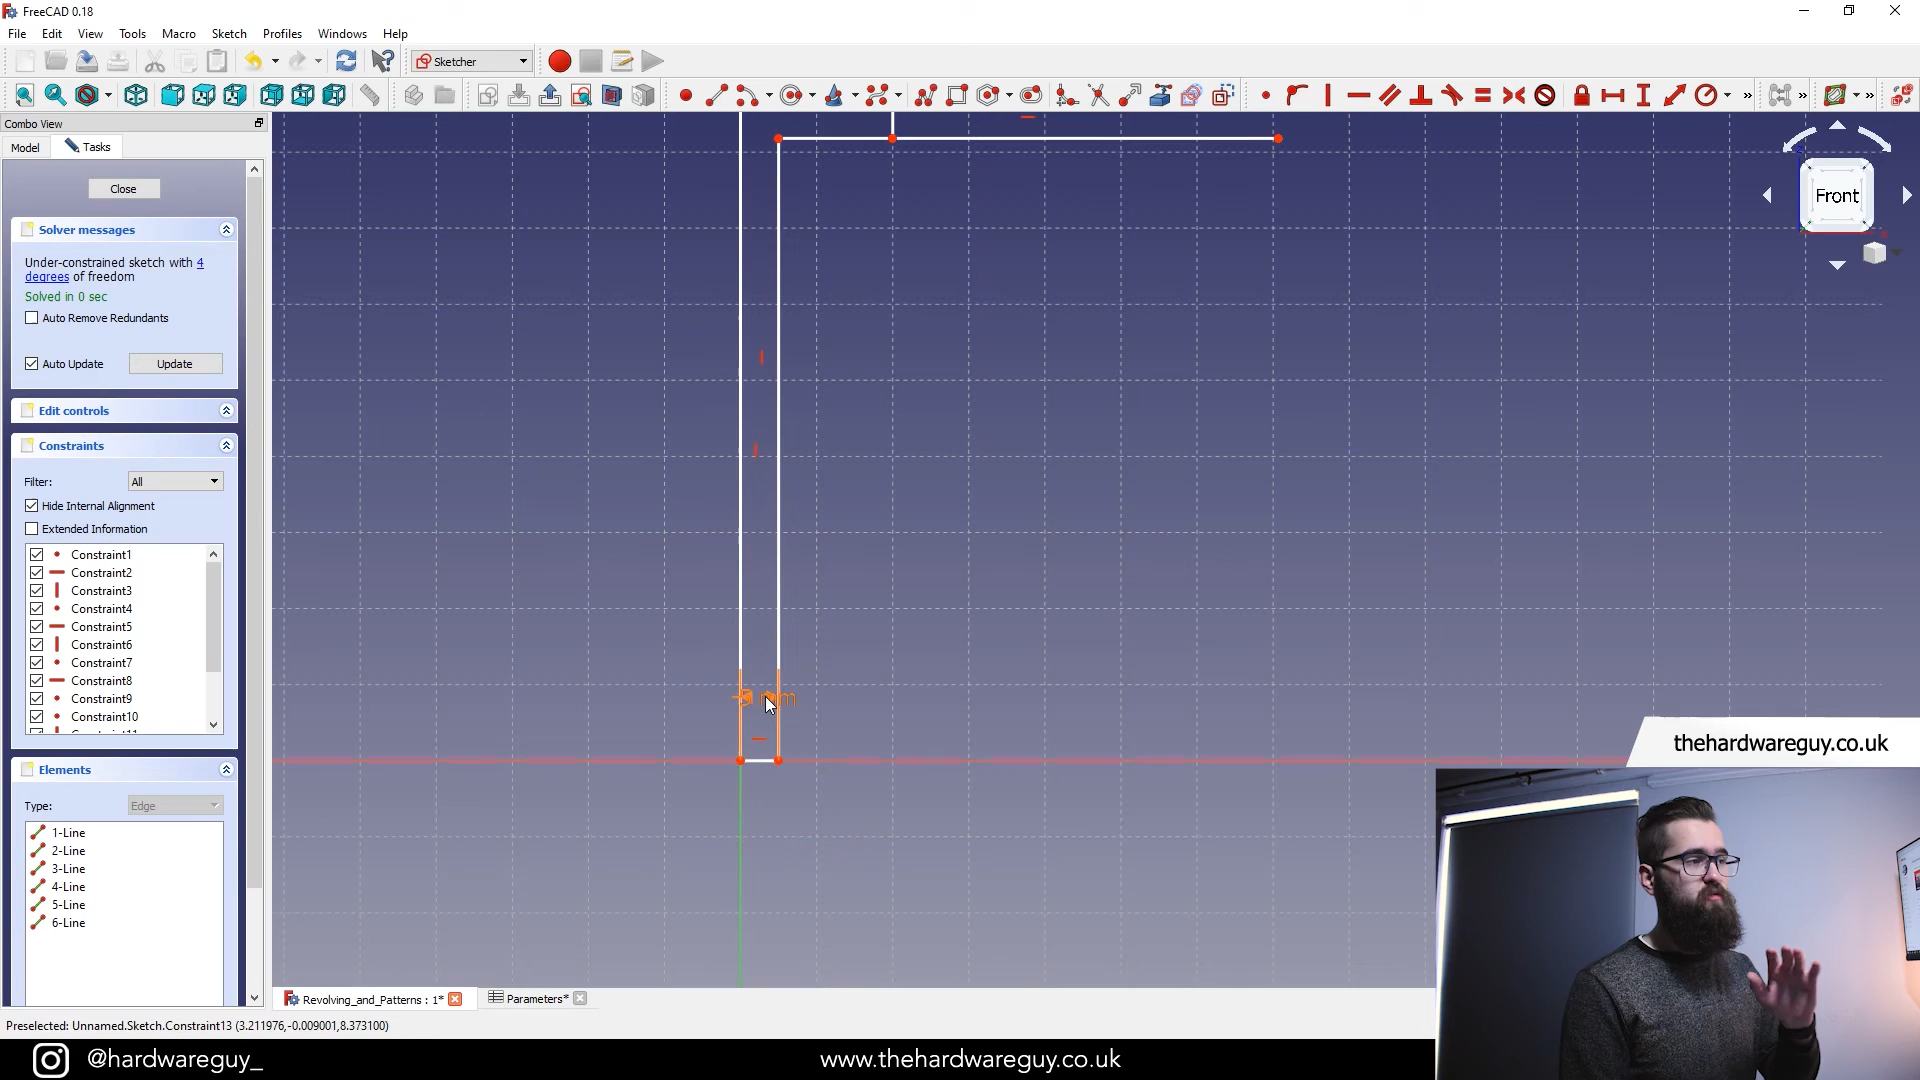 FreeCAD 0.18
File Edit View Tools Macro Sketch Profiles Windows Help
Sketcher
Combo View
Model Tasks
Close
Solver messages
Under-constrained sketch with 4
degrees of freedom
Solved in 0 sec
Auto Remove Redundants
Auto Update Update
Edit controls
Constraints
Filter: All
Hide Internal Alignment
Extended Information
Constraint1
Constraint2
Constraint3
Constraint4
Constraint5
Constraint6
Constraint7
Constraint8
Constraint9
Constraint10
Elements
Type: Edge
1-Line
2-Line
3-Line
4-Line
5-Line
6-Line
Front
thehardwareguy.co.uk
Revolving_and_Patterns : 1* Parameters*
Preselected: Unnamed.Sketch.Constraint13 (3.211976,-0.009001,8.373100)
@hardwareguy_ www.thehardwareguy.co.uk